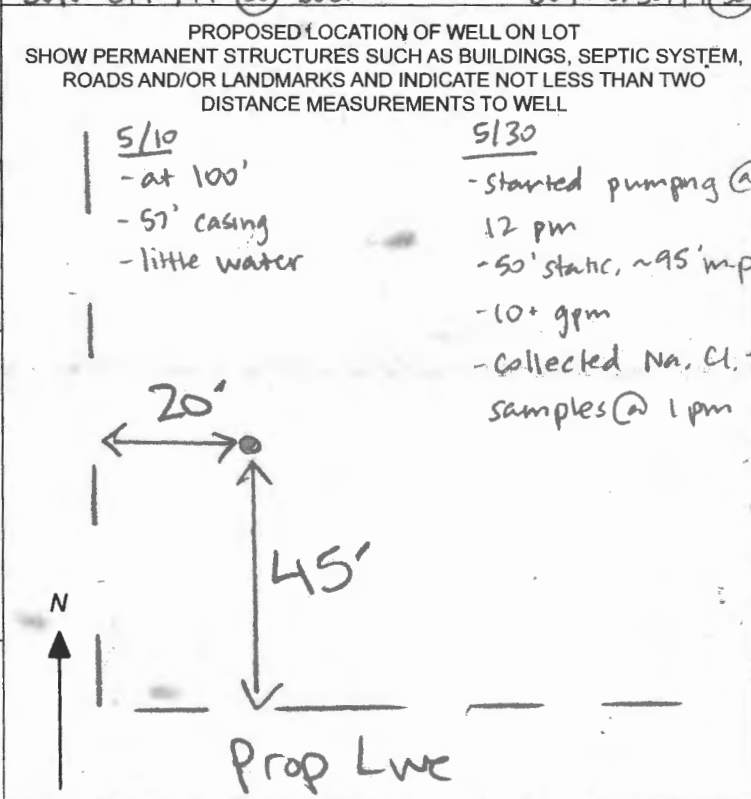 PROPOSED LOCATION OF WELL ON LOT
SHOW PERMANENT STRUCTURES SUCH AS BUILDINGS, SEPTIC SYSTEM,
ROADS AND/OR LANDMARKS AND INDICATE NOT LESS THAN TWO
DISTANCE MEASUREMENTS TO WELL
5/10
- at 100'
- 57' casing
- little water
5/30
- started pumpng @
12 pm
- 50' static, ~95'
- 10+ gpm
- collected Na, Cl,
samples @ 1 pm
20'
45'
N
Prop Line